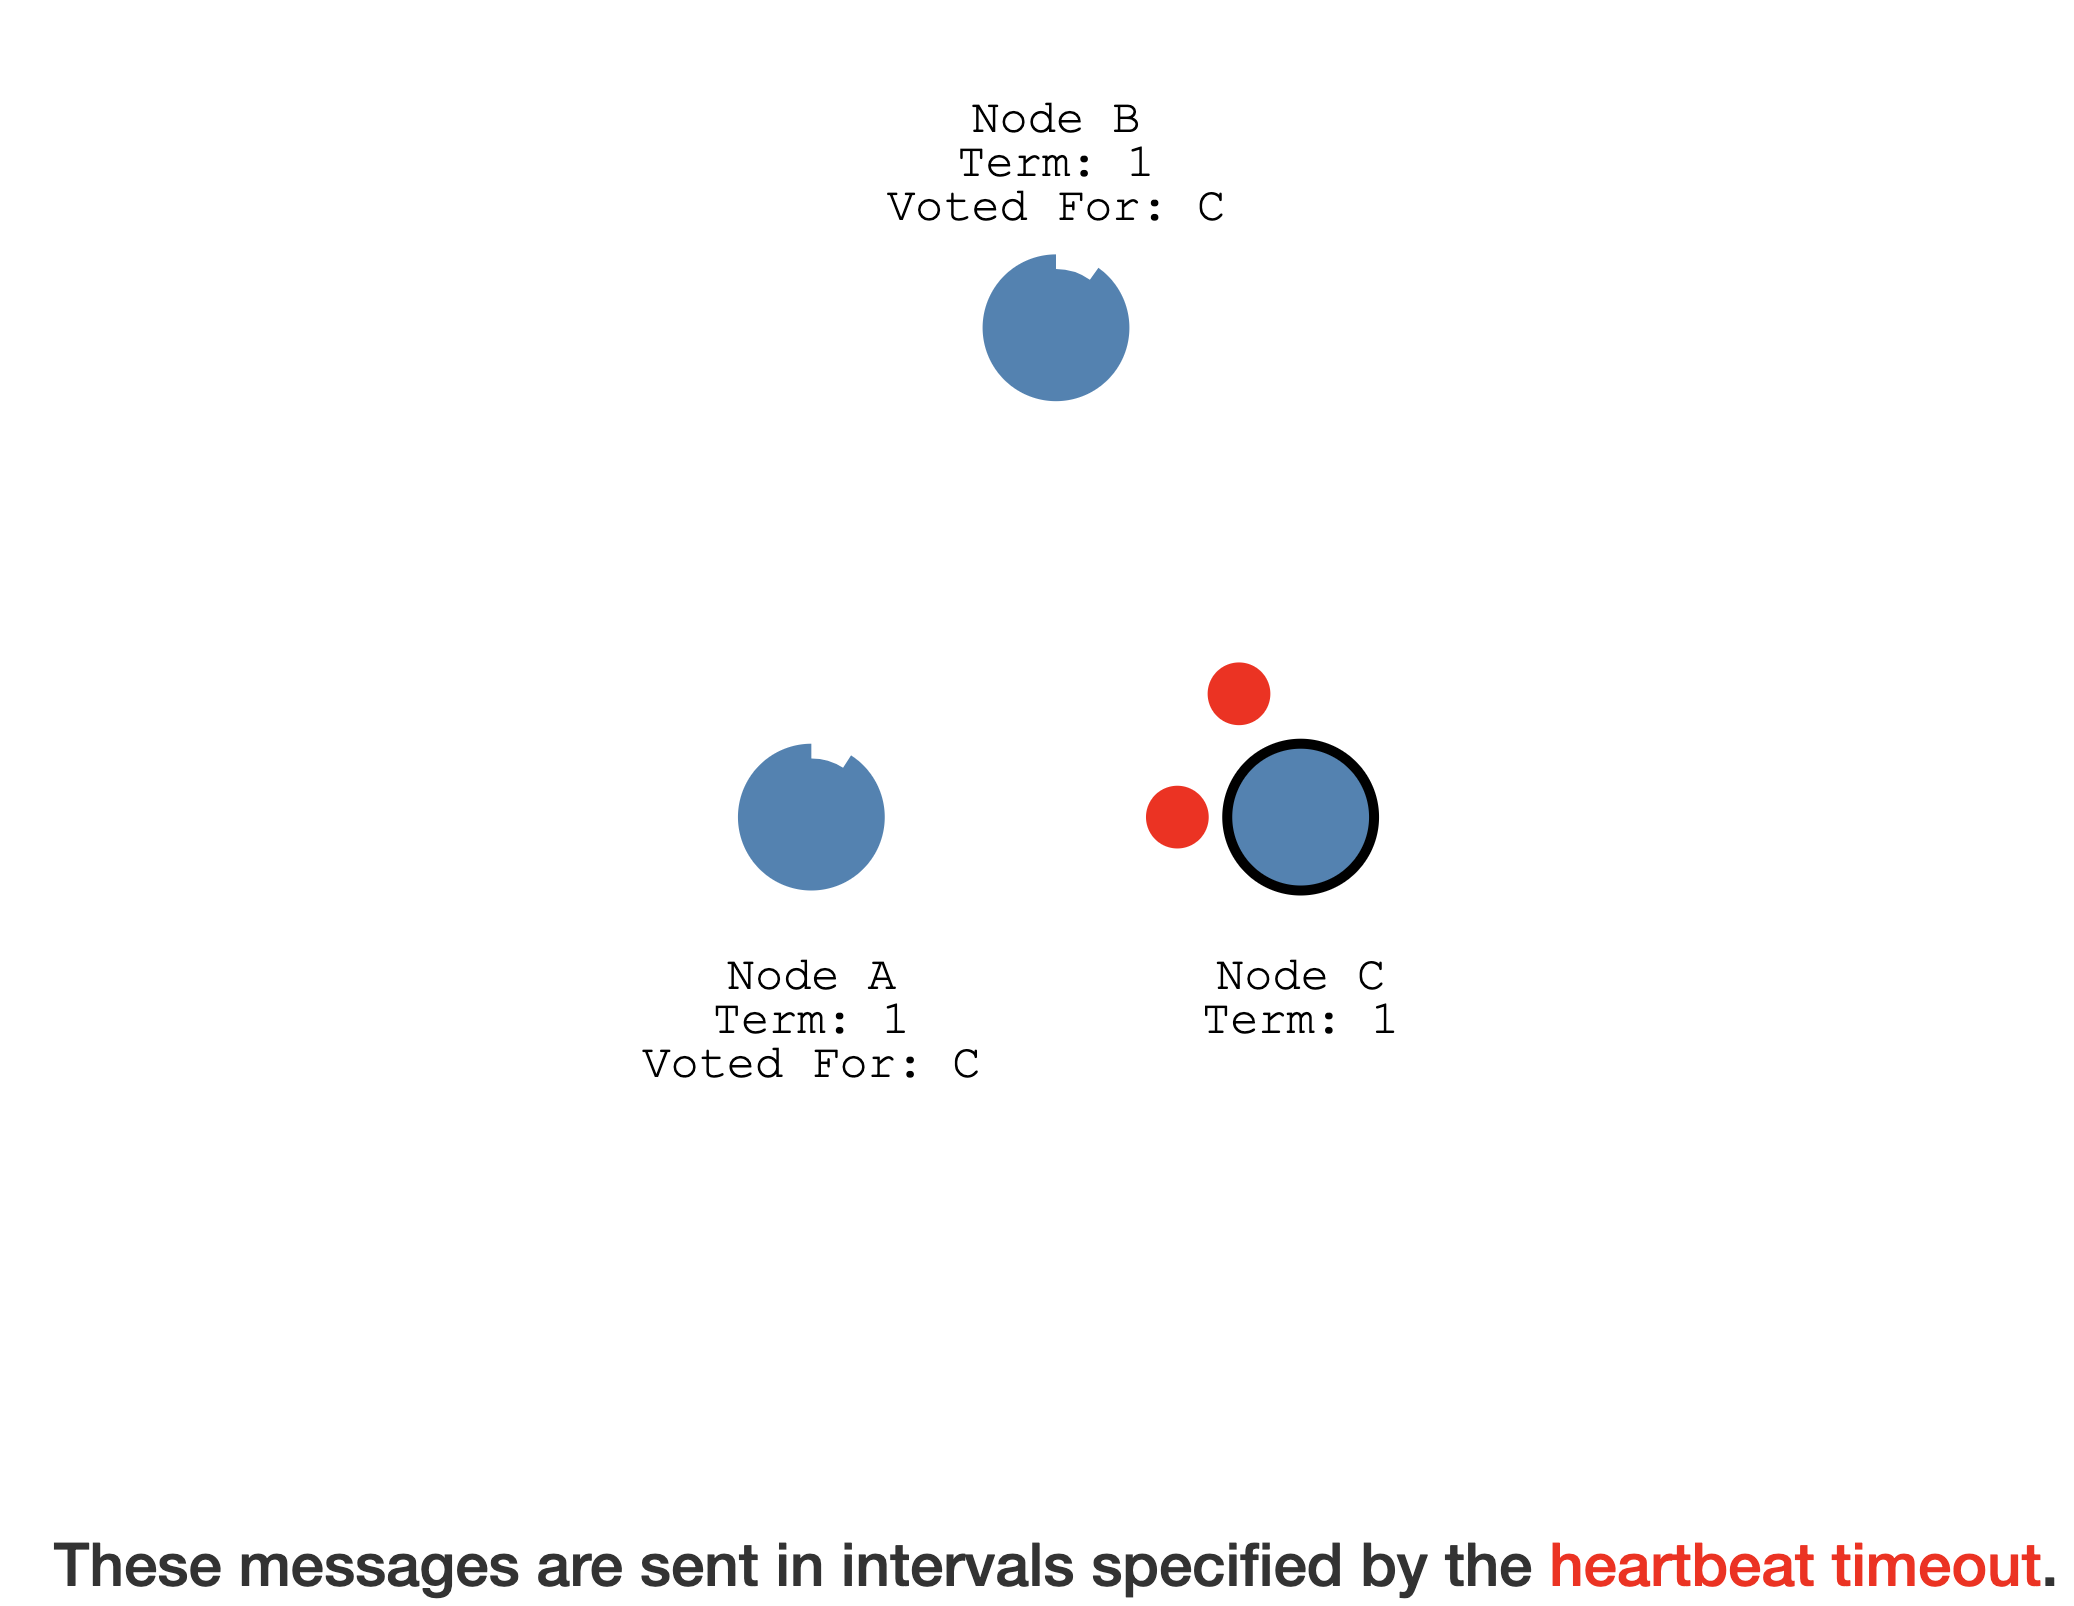 Node B
Term: 1
Voted For: C
Node A
Term: 1
Voted For: C
Node C
Term: 1
These messages are sent in intervals specified by the heartbeat timeout.